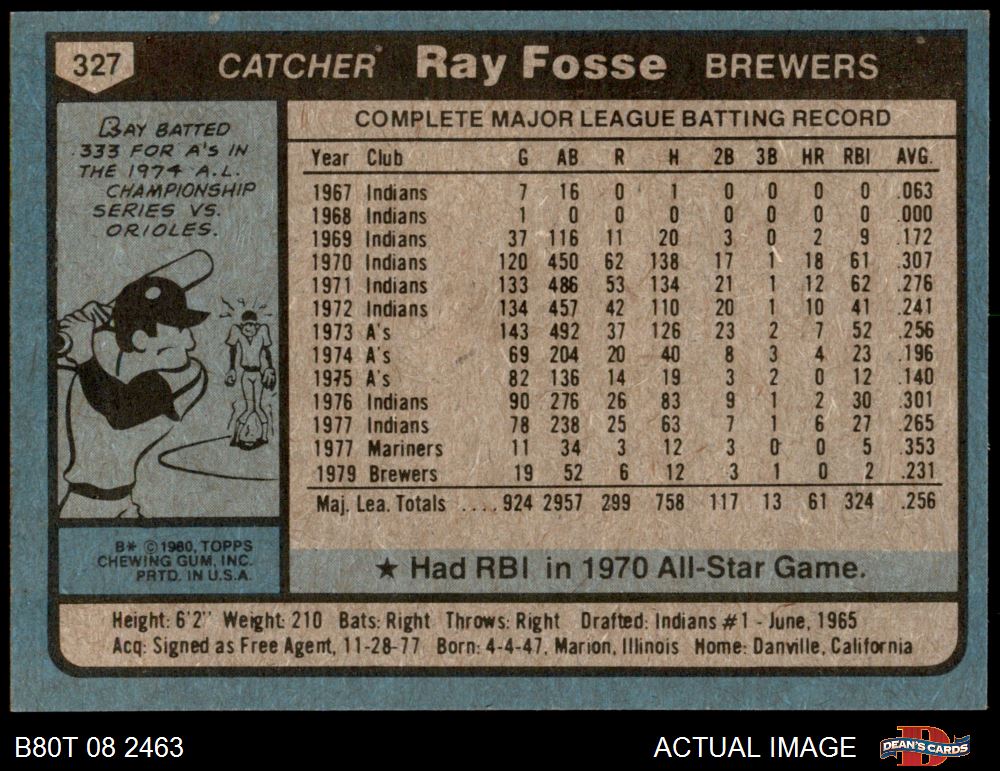 327 CATCHER Ray Fosse BREWERS
RAY BATTED
.333 FOR A'S IN
THE 1974 A.L.
CHAMPIONSHIP
SERIES VS.
ORIOLES.
COMPLETE MAJOR LEAGUE BATTING RECORD
Year Club G AB R H 2B 3B HR RBI AVG.
1967 Indians 7 16 0 1 0 0 0 0 .063
1968 Indians 1 0 0 0 0 0 0 0 .000
1969 Indians 37 116 11 20 3 0 2 9 .172
1970 Indians 120 450 62 138 17 1 18 61 .307
1971 Indians 133 486 53 134 21 1 12 62 .276
1972 Indians 134 457 42 110 20 1 10 41 .241
1973 A's 143 492 37 126 23 2 7 52 .256
1974 A's 69 204 20 40 8 3 4 23 .196
1975 A's 82 136 14 19 3 2 0 12 .140
1976 Indians 90 276 26 83 9 1 2 30 .301
1977 Indians 78 238 25 63 7 1 6 27 .265
1977 Mariners 11 34 3 12 3 0 0 5 .353
1979 Brewers 19 52 6 12 3 1 0 2 .231
Maj. Lea. Totals .... 924 2957 299 758 117 13 61 324 .256
B* © 1980, TOPPS
CHEWING GUM, INC.
PRTD. IN U.S.A.
★ Had RBI in 1970 All-Star Game.
Height: 6'2" Weight: 210 Bats: Right Throws: Right Drafted: Indians #1 - June, 1965
Acq: Signed as Free Agent, 11-28-77 Born: 4-4-47, Marion, Illinois Home: Danville, California
B80T 08 2463 ACTUAL IMAGE DEAN'S CARDS